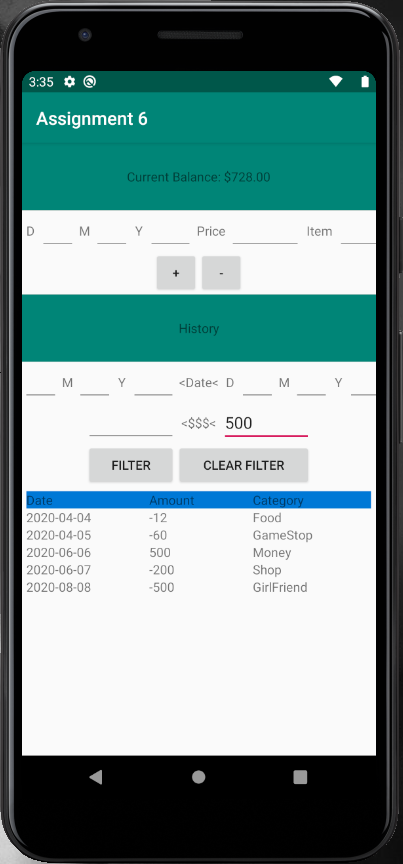 3:35
Assignment 6
Current Balance: $728.00
D M Y Price Item
+ -
History
M Y <Date< D M Y
<$$$< 500
FILTER CLEAR FILTER
Date Amount Category
2020-04-04 -12 Food
2020-04-05 -60 GameStop
2020-06-06 500 Money
2020-06-07 -200 Shop
2020-08-08 -500 GirlFriend